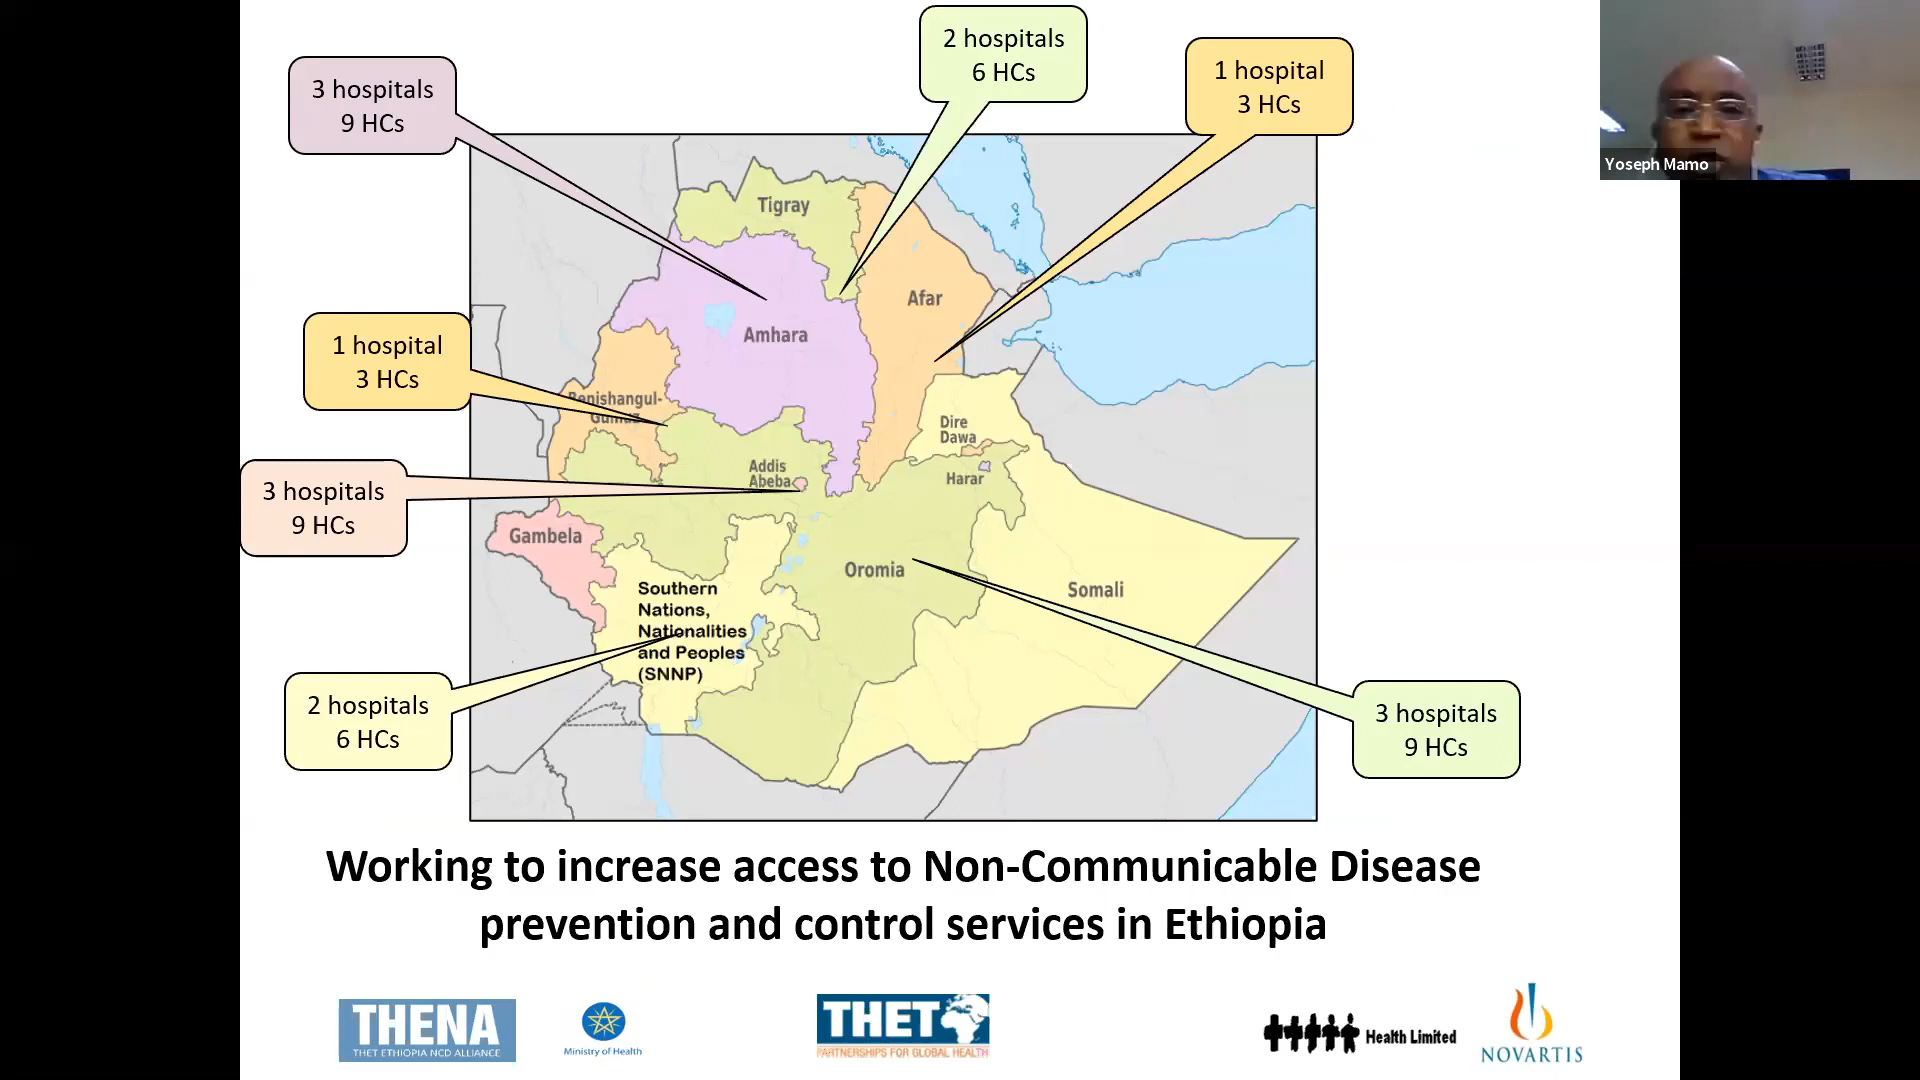 2 hospitals
6 HCs
1 hospital
3 HCs
3 hospitals
9 HCs
Yoseph Mamo
Tigray
Afar
Amhara
1 hospital
3 HCs
Benishangul-
Gumuz
Dire
Dawa
Addis
Abeba
Harar
3 hospitals
9 HCs
Gambela
Oromia
Somali
Southern
Nations,
Nationalities
and Peoples
(SNNP)
2 hospitals
6 HCs
3 hospitals
9 HCs
Working to increase access to Non-Communicable Disease
prevention and control services in Ethiopia
THENA
THET ETHIOPIA NCD ALLIANCE
Ministry of Health
THET
PARTNERSHIPS FOR GLOBAL HEALTH
Health Limited
NOVARTIS